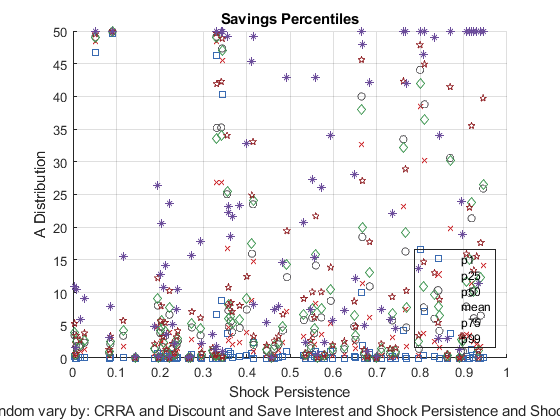 Savings Percentiles
50
45
40
35
30
25
20
15
10
5
0
A Distribution
p1
p25
p50
mean
p75
p99
0 0.1 0.2 0.3 0.4 0.5 0.6 0.7 0.8 0.9 1
Shock Persistence
ndom vary by: CRRA and Discount and Save Interest and Shock Persistence and Sho